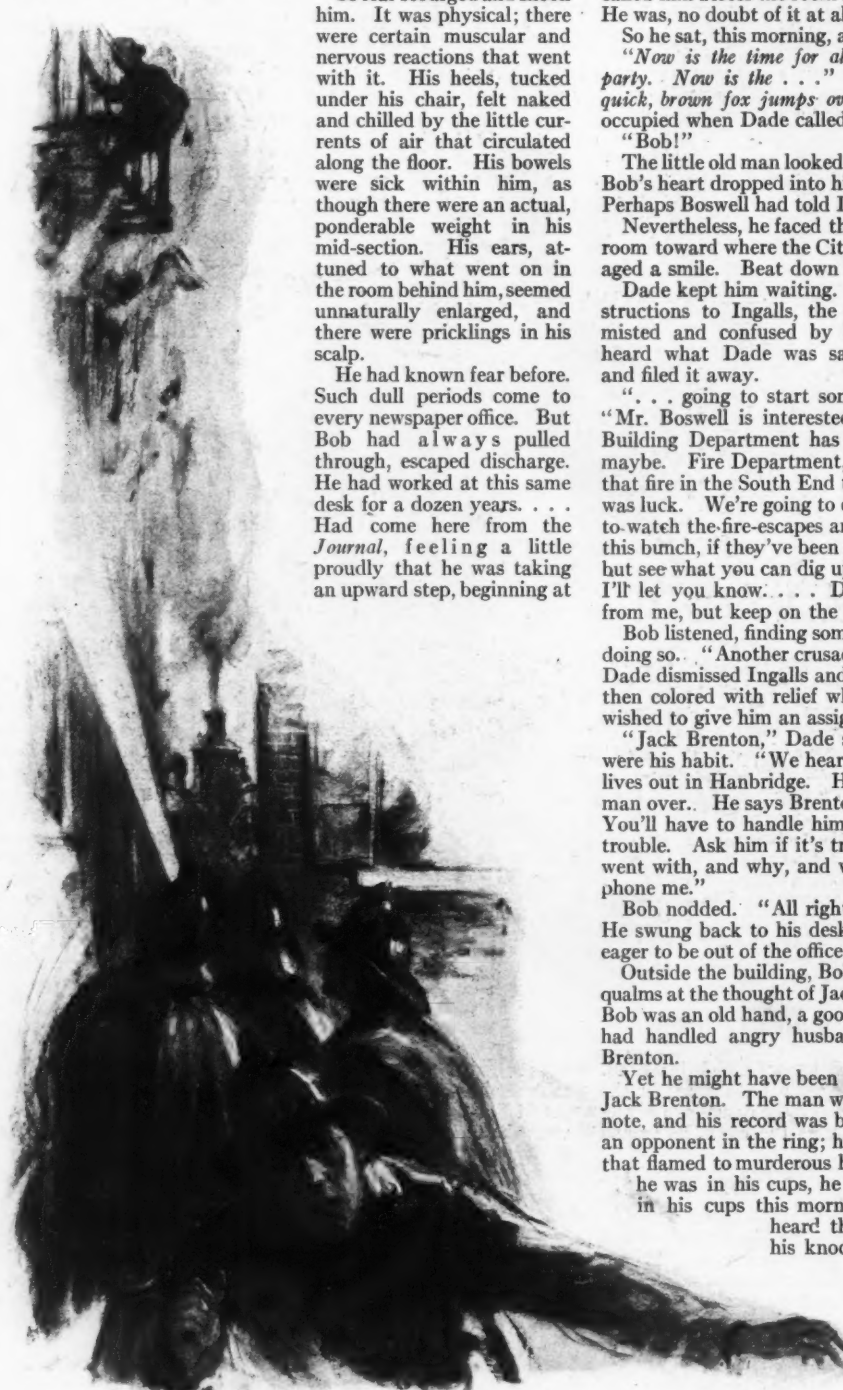 him. It was physical; there
were certain muscular and
nervous reactions that went
with it. His heels, tucked
under his chair, felt naked
and chilled by the little cur-
rents of air that circulated
along the floor. His bowels
were sick within him, as
though there were an actual,
ponderable weight in his
mid-section. His ears, at-
tuned to what went on in
the room behind him, seemed
unnaturally enlarged, and
there were pricklings in his
scalp.
He had known fear before.
Such dull periods come to
every newspaper office. But
Bob had always pulled
through, escaped discharge.
He had worked at this same
desk for a dozen years. . . .
Had come here from the
Journal, feeling a little
proudly that he was taking
an upward step, beginning at
He was, no doubt of it at al
So he sat, this morning, a
"Now is the time for al
party. Now is the . . ."
quick, brown fox jumps ov
occupied when Dade called
"Bob!"
The little old man looked
Bob's heart dropped into h
Perhaps Boswell had told
Nevertheless, he faced th
room toward where the Cit
aged a smile. Beat down
Dade kept him waiting.
structions to Ingalls, the
misted and confused by
heard what Dade was sa
and filed it away.
". . . going to start som
"Mr. Boswell is interested
Building Department has
maybe. Fire Department,
that fire in the South End
was luck. We're going to
to watch the fire-escapes an
this bunch, if they've been
but see what you can dig u
I'll let you know. . . . D
from me, but keep on the
Bob listened, finding som
doing so. "Another crusad
Dade dismissed Ingalls and
then colored with relief wh
wished to give him an assig
"Jack Brenton," Dade s
were his habit. "We hear
lives out in Hanbridge. H
man over. He says Brento
You'll have to handle him
trouble. Ask him if it's tr
went with, and why, and w
phone me."
Bob nodded. "All right
He swung back to his desk
eager to be out of the office
Outside the building, Bo
qualms at the thought of Jac
Bob was an old hand, a goo
had handled angry husba
Brenton.
Yet he might have been
Jack Brenton. The man w
note, and his record was b
an opponent in the ring; h
that flamed to murderous h
he was in his cups, he
in his cups this morn
heard th
his knoc